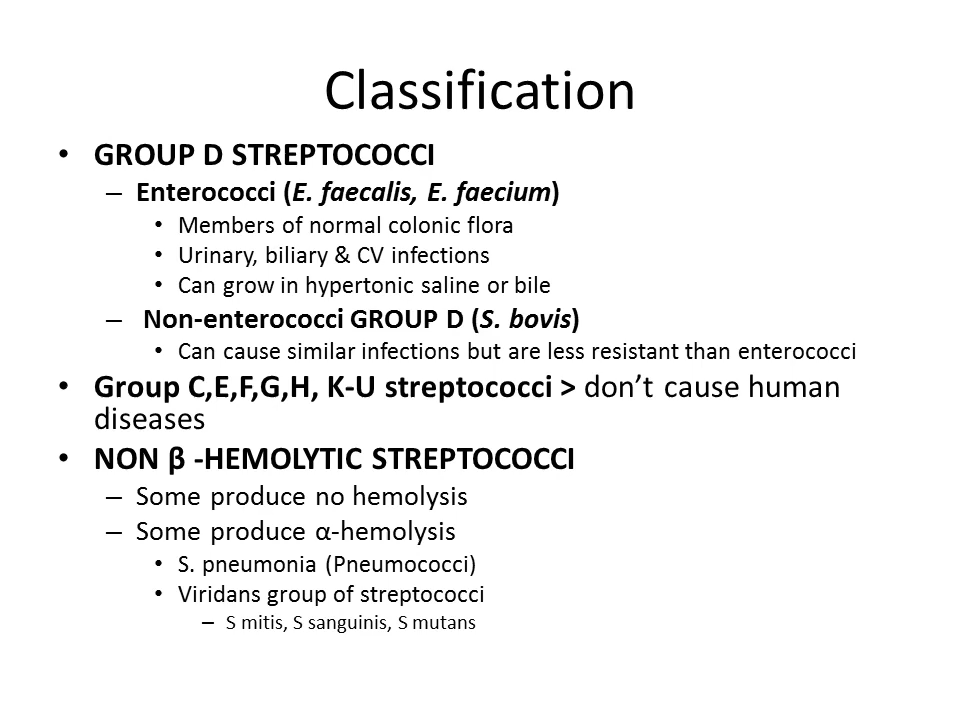 Classification
• GROUP D STREPTOCOCCI
– Enterococci (E. faecalis, E. faecium)
• Members of normal colonic flora
• Urinary, biliary & CV infections
• Can grow in hypertonic saline or bile
– Non-enterococci GROUP D (S. bovis)
• Can cause similar infections but are less resistant than enterococci
• Group C,E,F,G,H, K-U streptococci > don’t cause human
diseases
• NON β -HEMOLYTIC STREPTOCOCCI
– Some produce no hemolysis
– Some produce α-hemolysis
• S. pneumonia (Pneumococci)
• Viridans group of streptococci
– S mitis, S sanguinis, S mutans